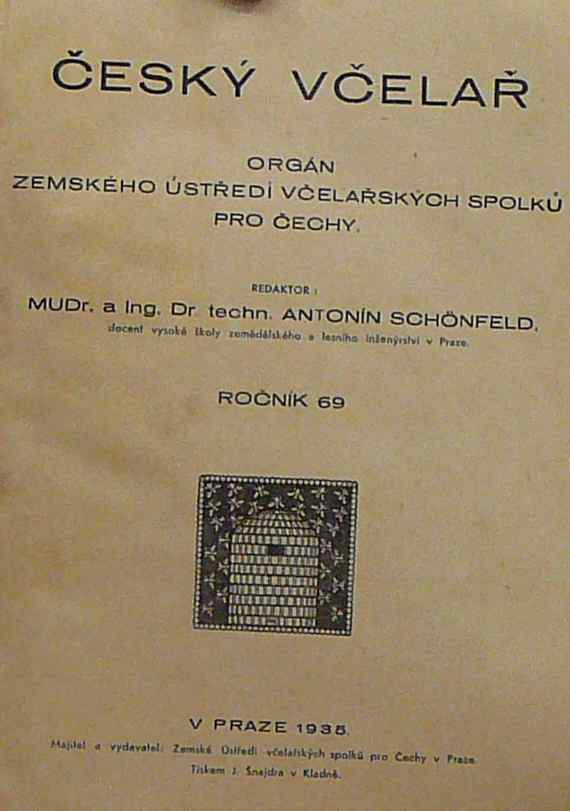 ČESKÝ VČELAŘ
ORGÁN
ZEMSKÉHO ÚSTŘEDÍ VČELAŘSKÝCH SPOLKŮ
PRO ČECHY.
REDAKTOR:
MUDr. a Ing. Dr. techn. ANTONÍN SCHÖNFELD,
docent vysoké školy zemědělského a lesního inženýrství v Praze.
ROČNÍK 69
V PRAZE 1935.
Majitel a vydavatel: Zemské Ústředí včelařských spolků pro Čechy v Praze.
Tiskem J. Šnajdra v Kladně.